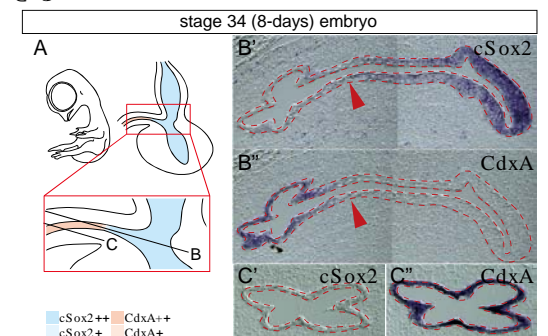 stage 34 (8-days) embryo
A
B'
cSox2
B"
CdxA
C
B
C'
cSox2
C"
CdxA
cSox2++ CdxA++
cSox2+ CdxA+